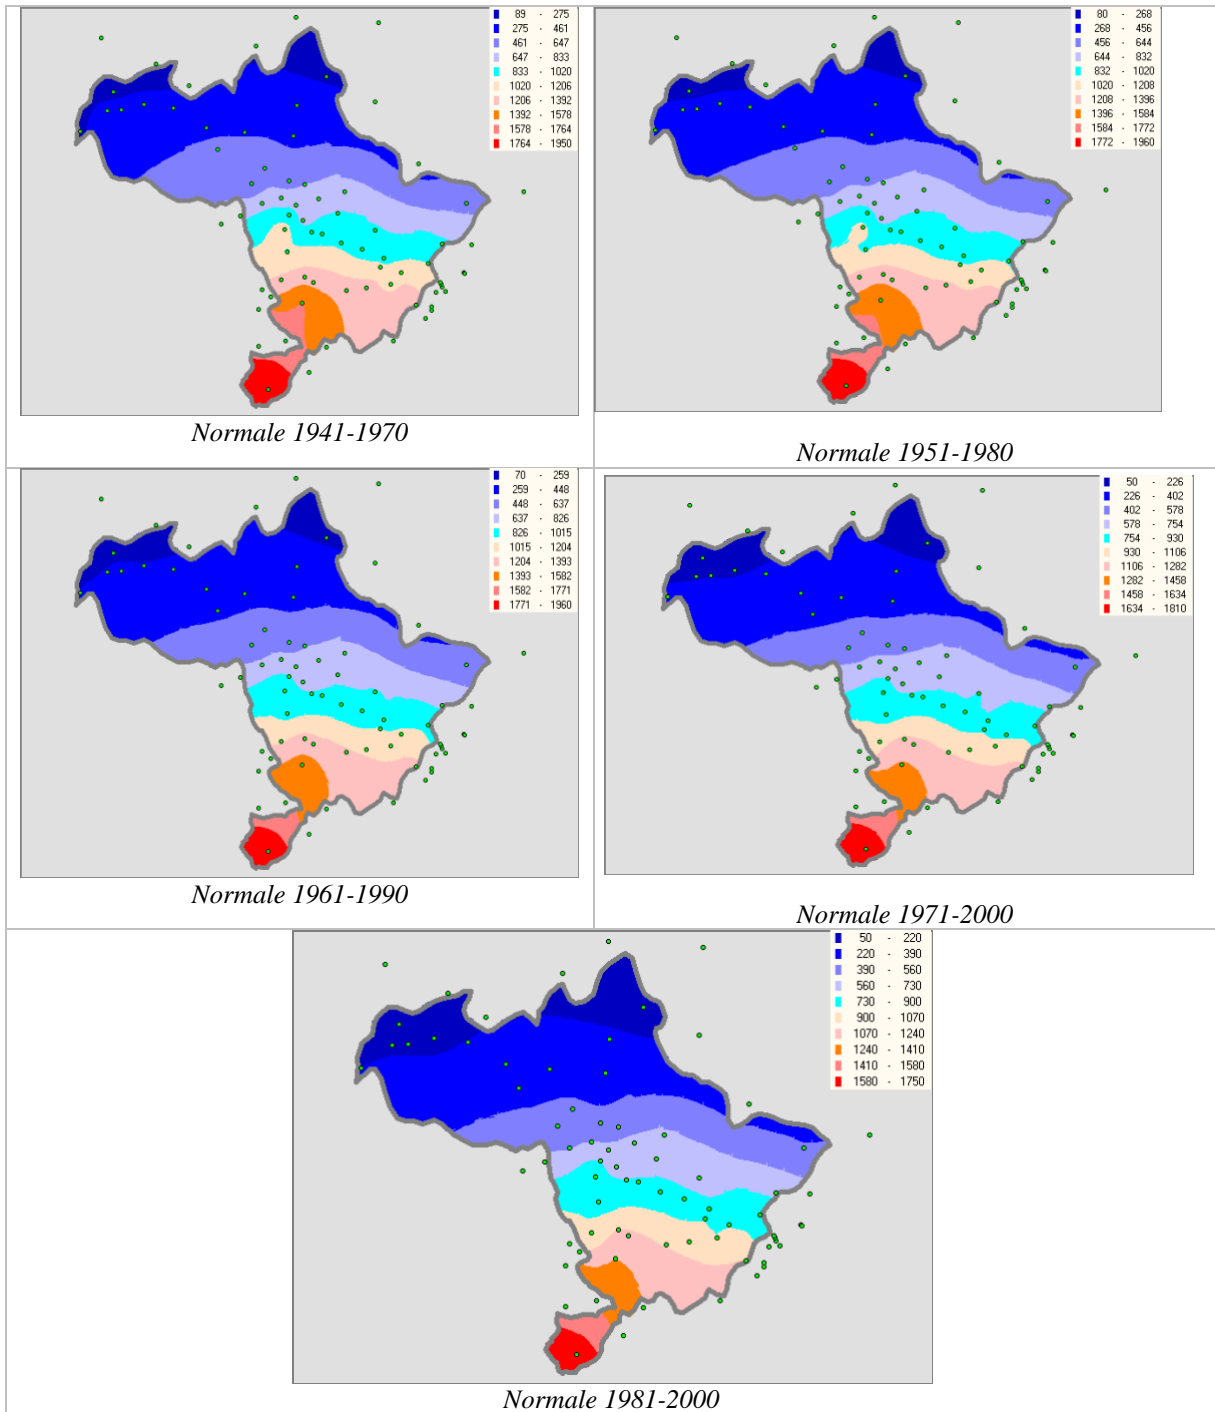 89 - 275
275 - 461
461 - 647
647 - 833
833 - 1020
1020 - 1206
1206 - 1392
1392 - 1578
1578 - 1764
1764 - 1950
Normale 1941-1970
80 - 268
268 - 456
456 - 644
644 - 832
832 - 1020
1020 - 1208
1208 - 1396
1396 - 1584
1584 - 1772
1772 - 1960
Normale 1951-1980
70 - 259
259 - 448
448 - 637
637 - 826
826 - 1015
1015 - 1204
1204 - 1393
1393 - 1582
1582 - 1771
1771 - 1960
Normale 1961-1990
50 - 226
226 - 402
402 - 578
578 - 754
754 - 930
930 - 1106
1106 - 1282
1282 - 1458
1458 - 1634
1634 - 1810
Normale 1971-2000
50 - 220
220 - 390
390 - 560
560 - 730
730 - 900
900 - 1070
1070 - 1240
1240 - 1410
1410 - 1580
1580 - 1750
Normale 1981-2000